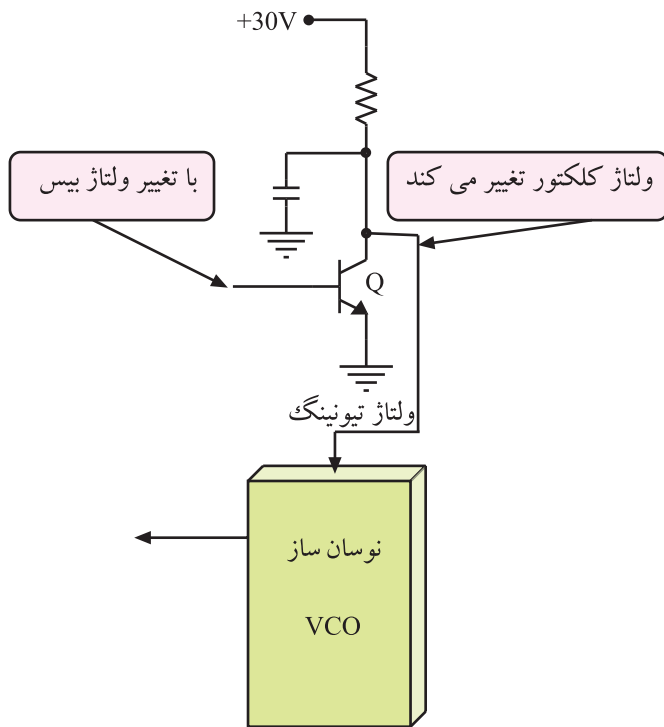 +30V
با تغییر ولتاژ بیس
ولتاژ کلکتور تغییر می کند
Q
ولتاژ تیونینگ
نوسان ساز
VCO